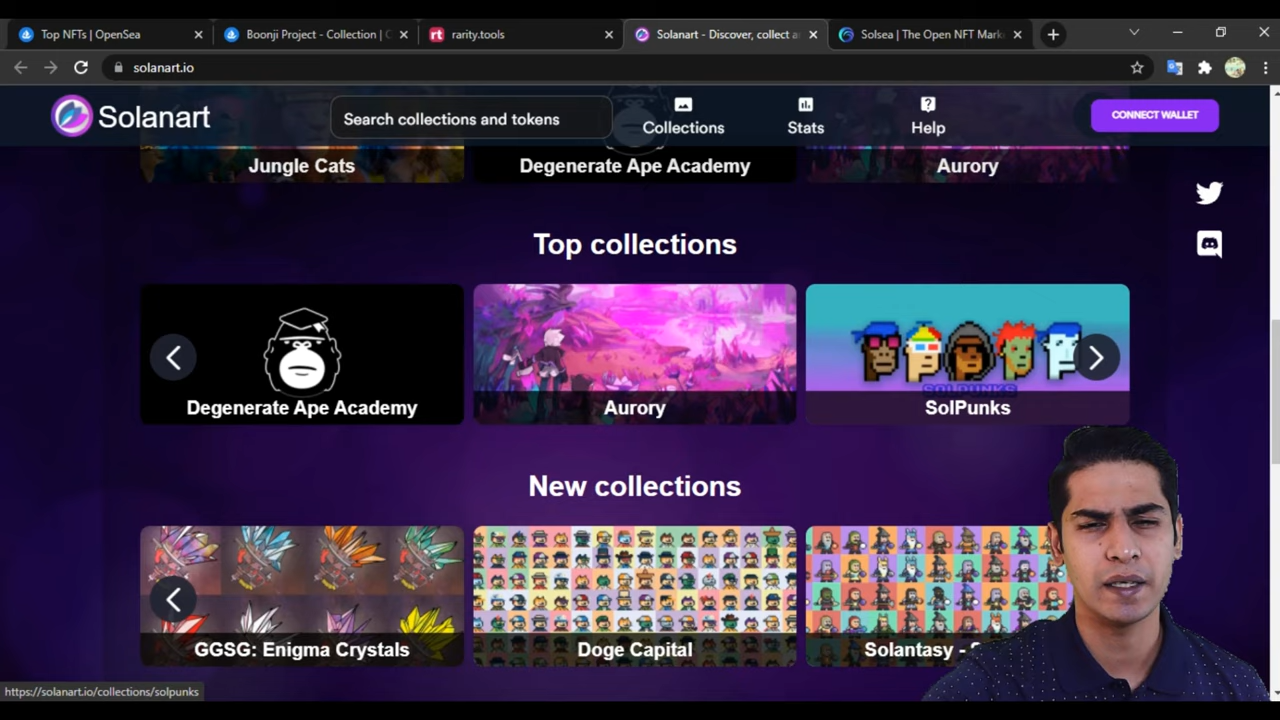 Top NFTs | OpenSea
Boonji Project - Collection |
rarity.tools
Solanart - Discover, collect
Solsea | The Open NFT
solanart.io
Solanart
Search collections and tokens
Collections
Stats
Help
CONNECT WALLET
Jungle Cats
Degenerate Ape Academy
Aurory
Top collections
SOLPUNKS
Degenerate Ape Academy
Aurory
SolPunks
New collections
GGSG: Enigma Crystals
Doge Capital
Solantasy -
https://solanart.io/collections/solpunks